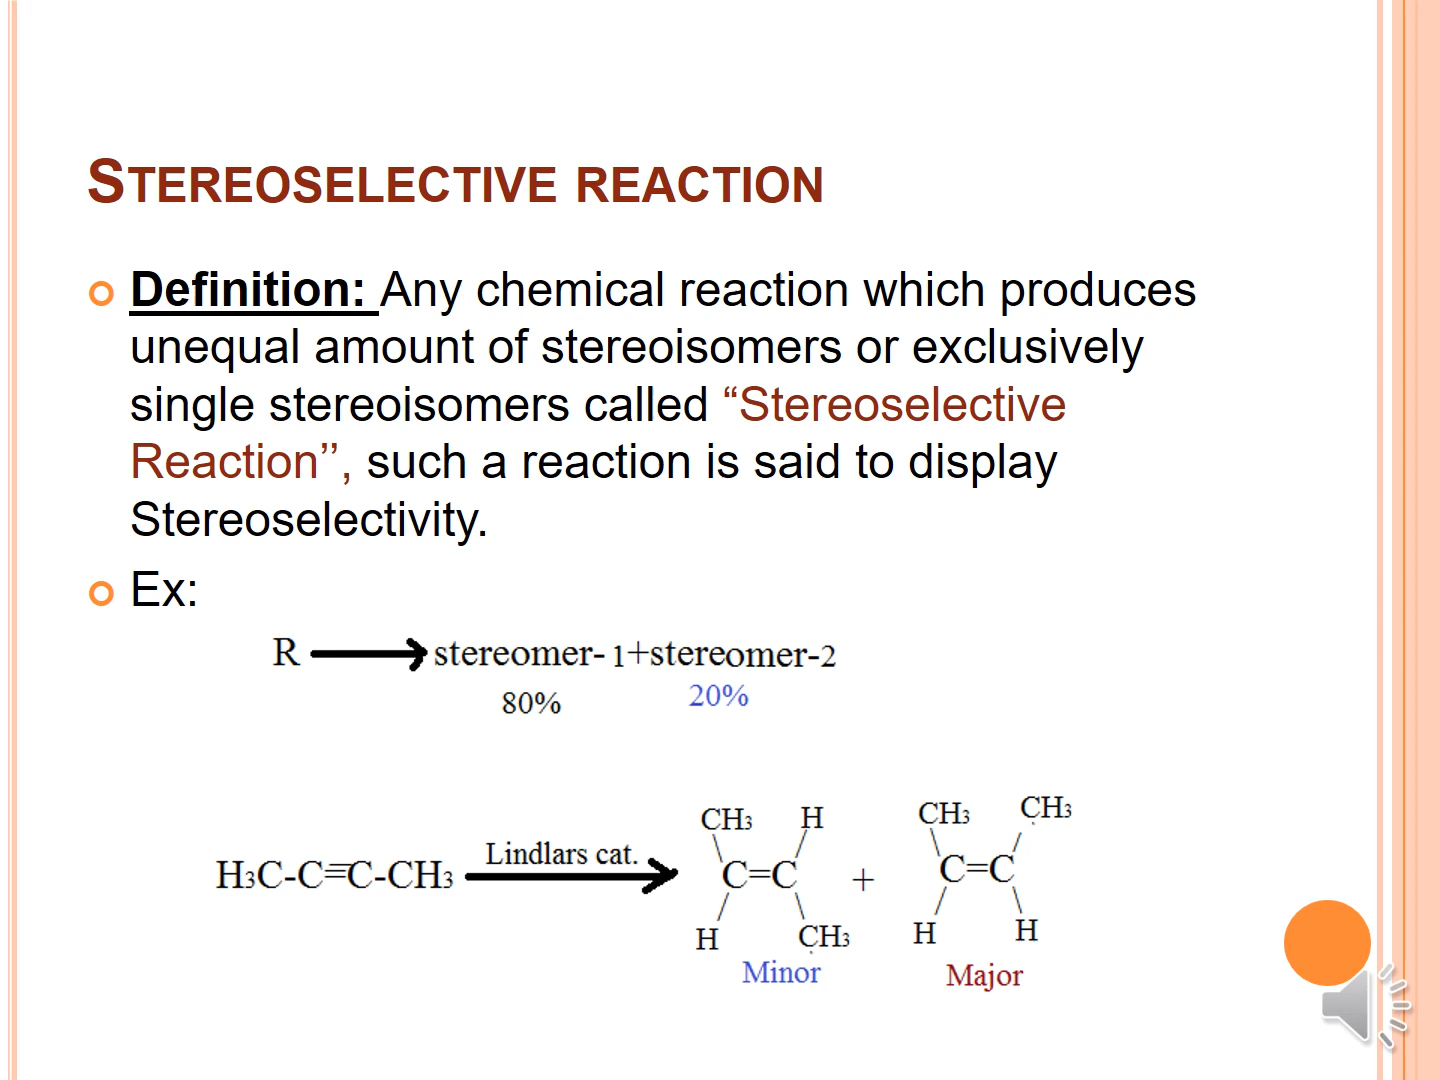 STEREOSELECTIVE REACTION
Definition: Any chemical reaction which produces
unequal amount of stereoisomers or exclusively
single stereoisomers called “Stereoselective
Reaction’’, such a reaction is said to display
Stereoselectivity.
Ex:
R stereomer- 1+stereomer-2
80% 20%
CH3 H CH3 CH3
H3C-C≡C-CH3 Lindlars cat. C=C + C=C
H CH3 H H
Minor Major